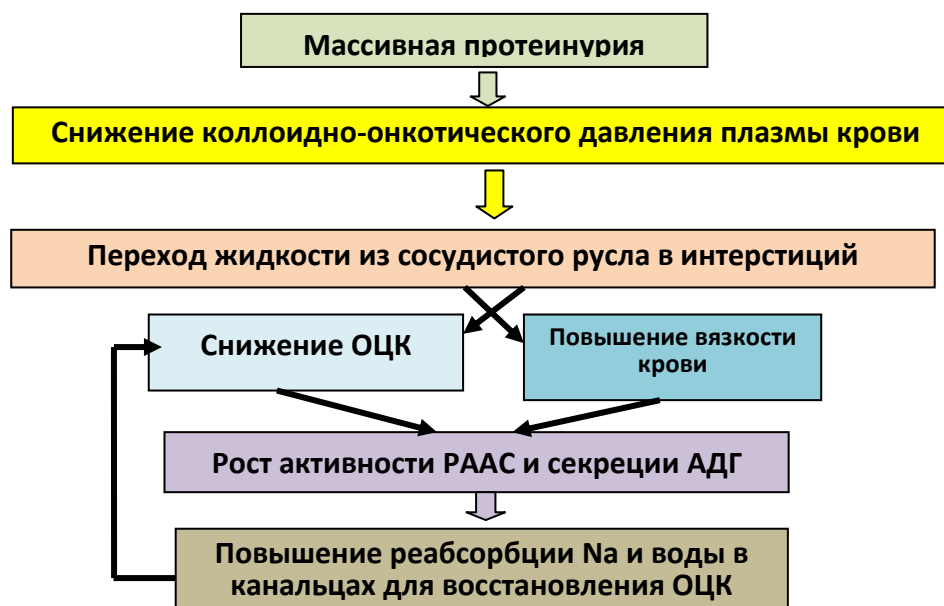 Массивная протеинурия
Снижение коллоидно-онкотического давления плазмы крови
Переход жидкости из сосудистого русла в интерстиций
Снижение ОЦК
Повышение вязкости
крови
Рост активности РААС и секреции АДГ
Повышение реабсорбции Na и воды в
канальцах для восстановления ОЦК